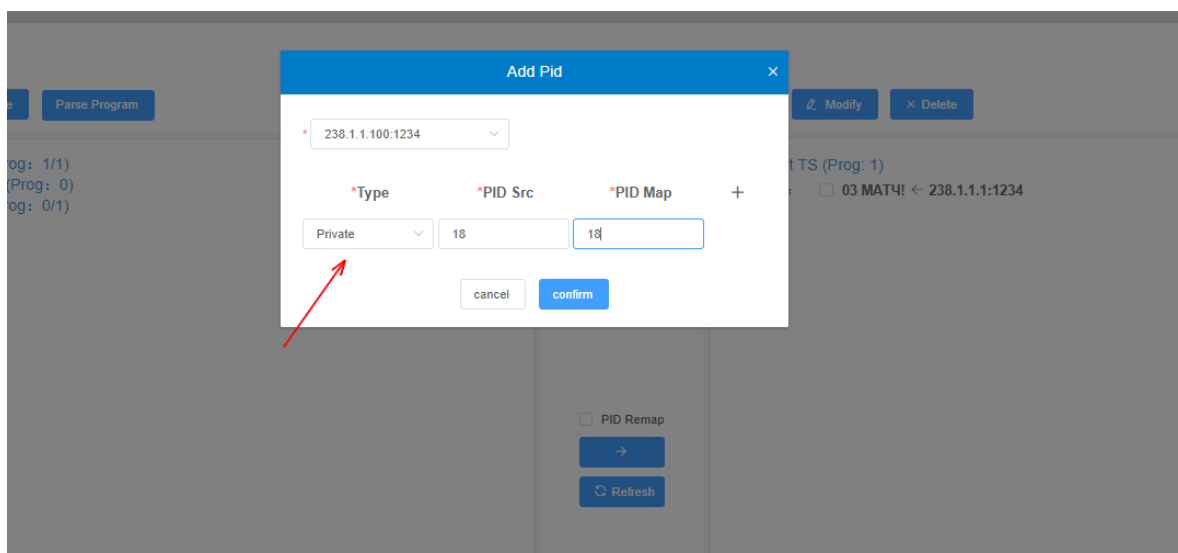 Add Pid ×
Parse Program
Modify × Delete
* 238.1.1.100:1234
1/1)
(Prog: 0)
0/1)
TS (Prog: 1)
03 МАТЧ! ← 238.1.1.1:1234
*Type *PID Src *PID Map +
Private 18 18
cancel confirm
PID Remap
→
Refresh